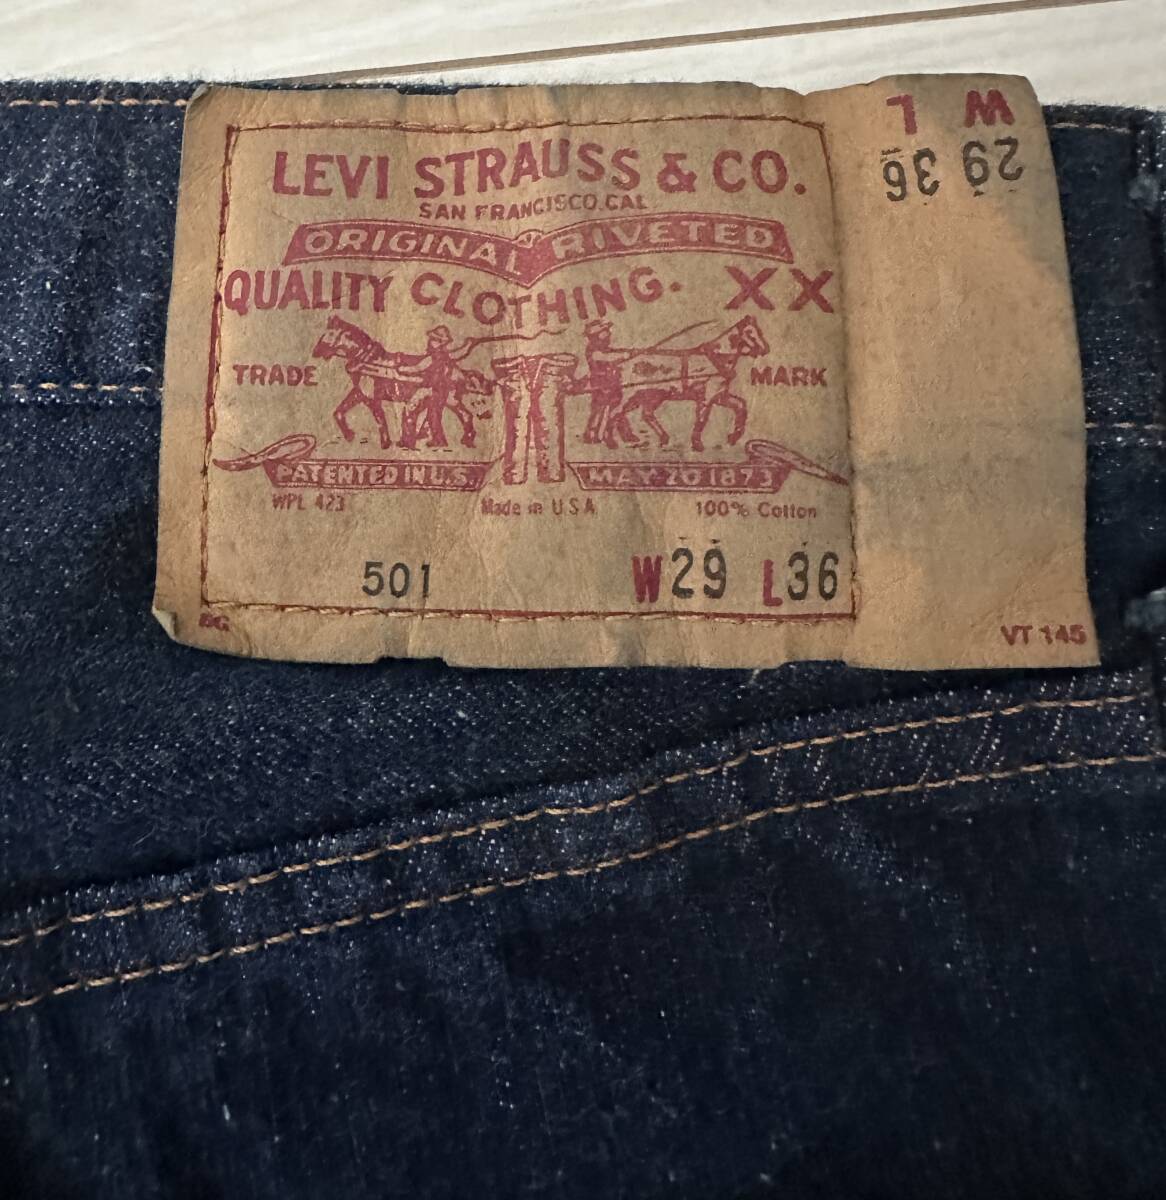 LEVI STRAUSS & CO.
SAN FRANCISCO, CAL
ORIGINAL RIVETED
QUALITY CLOTHING. XX
TRADE MARK
PATENTED IN U.S. MAY 20 1873
WPL 423 Made in U S A 100% Cotton
501 W29 L36
VT 145
W L
29 36